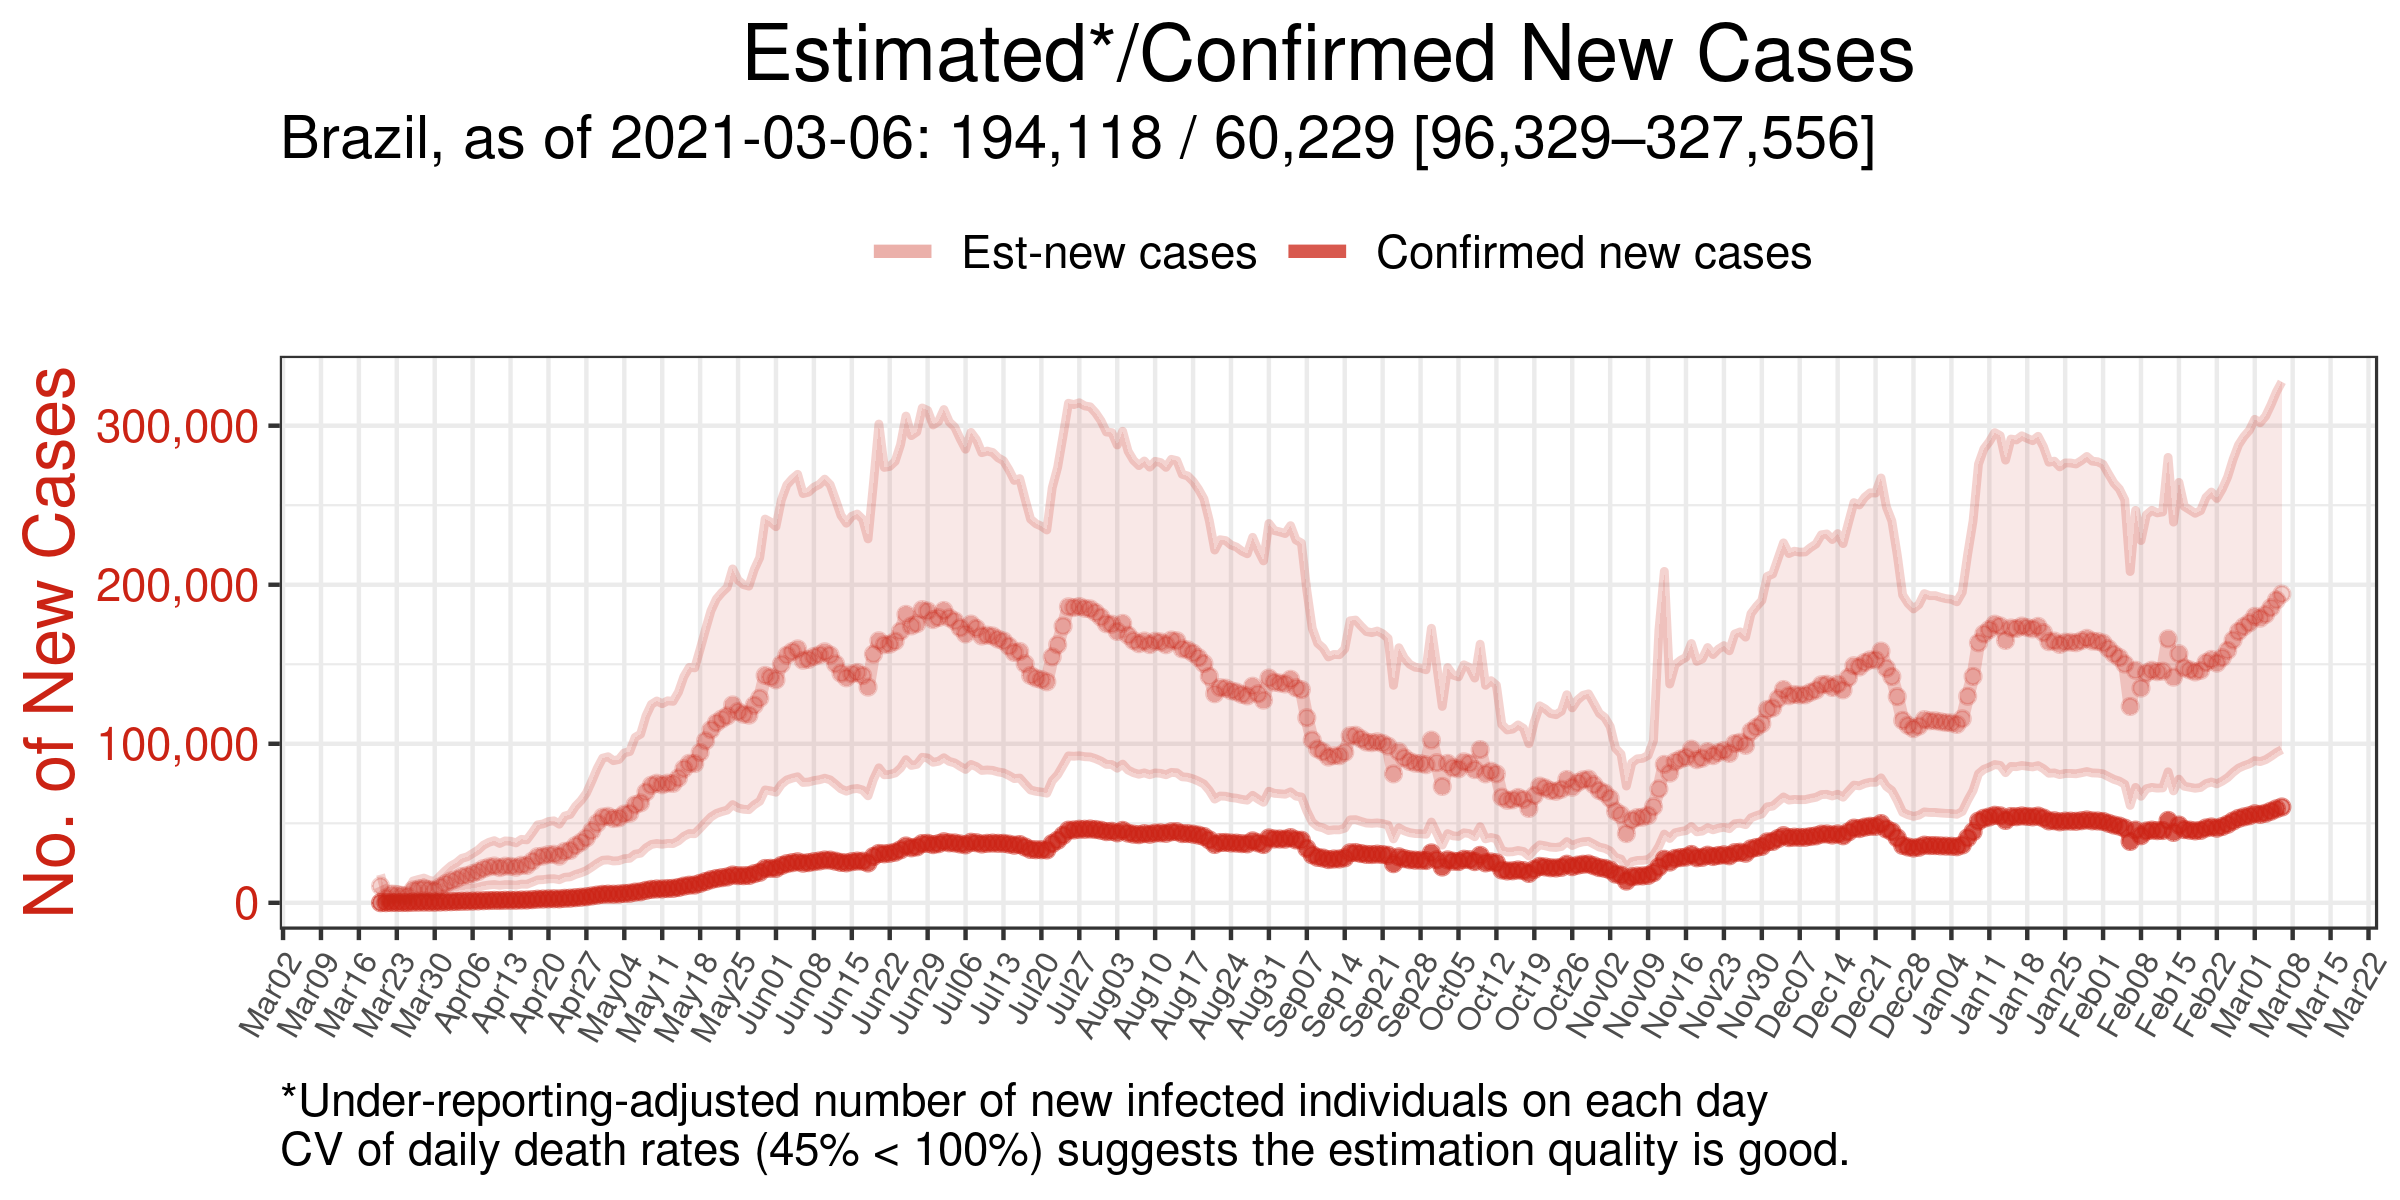 Estimated*/Confirmed New Cases
Brazil, as of 2021-03-06: 194,118 / 60,229 [96,329–327,556]
Est-new cases Confirmed new cases
No. of New Cases
300,000
200,000
100,000
0
Mar02 Mar09 Mar16 Mar23 Mar30 Apr06 Apr13 Apr20 Apr27 May04 May11 May18 May25 Jun01 Jun08 Jun15 Jun22 Jun29 Jul06 Jul13 Jul20 Jul27 Aug03 Aug10 Aug17 Aug24 Aug31 Sep07 Sep14 Sep21 Sep28 Oct05 Oct12 Oct19 Oct26 Nov02 Nov09 Nov16 Nov23 Nov30 Dec07 Dec14 Dec21 Dec28 Jan04 Jan11 Jan18 Jan25 Feb01 Feb08 Feb15 Feb22 Mar01 Mar08 Mar15 Mar22
*Under-reporting-adjusted number of new infected individuals on each day
CV of daily death rates (45% < 100%) suggests the estimation quality is good.